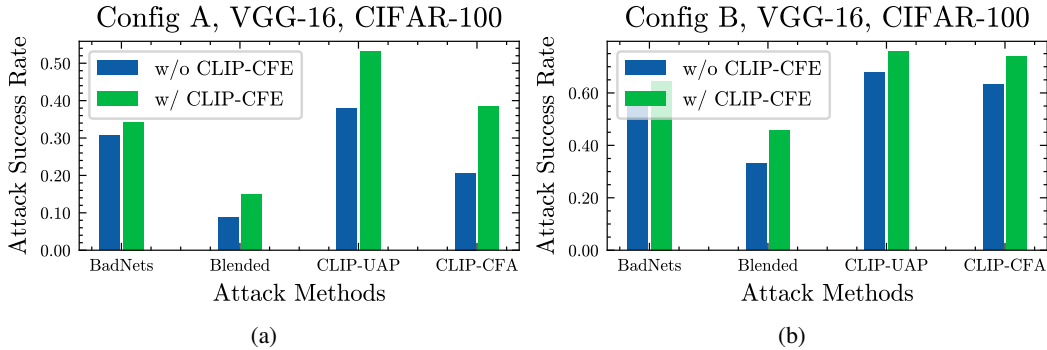 Config A, VGG-16, CIFAR-100
Attack Success Rate
0.50
0.40
0.30
0.20
0.10
0.00
w/o CLIP-CFE
w/ CLIP-CFE
BadNets Blended CLIP-UAP CLIP-CFA
Attack Methods
(a)
Config B, VGG-16, CIFAR-100
Attack Success Rate
0.60
0.40
0.20
0.00
w/o CLIP-CFE
w/ CLIP-CFE
BadNets Blended CLIP-UAP CLIP-CFA
Attack Methods
(b)